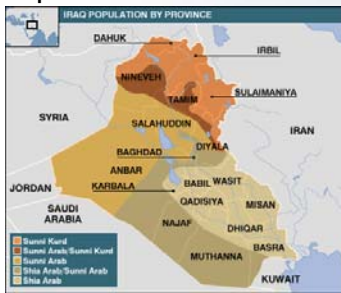 IRAQ POPULATION BY PROVINCE
DAHUK
IRBIL
NINEVEH
SULAIMANIYA
TAMIM
SYRIA
SALAHUDDIN
IRAN
DIYALA
BAGHDAD
ANBAR
BABIL
WASIT
KARBALA
JORDAN
QADISIYA
MISAN
SAUDI
ARABIA
NAJAF
DHIQAR
BASRA
MUTHANNA
KUWAIT
Sunni Kurd
Sunni Arab/Sunni Kurd
Sunni Arab
Shia Arab/Sunni Arab
Shia Arab